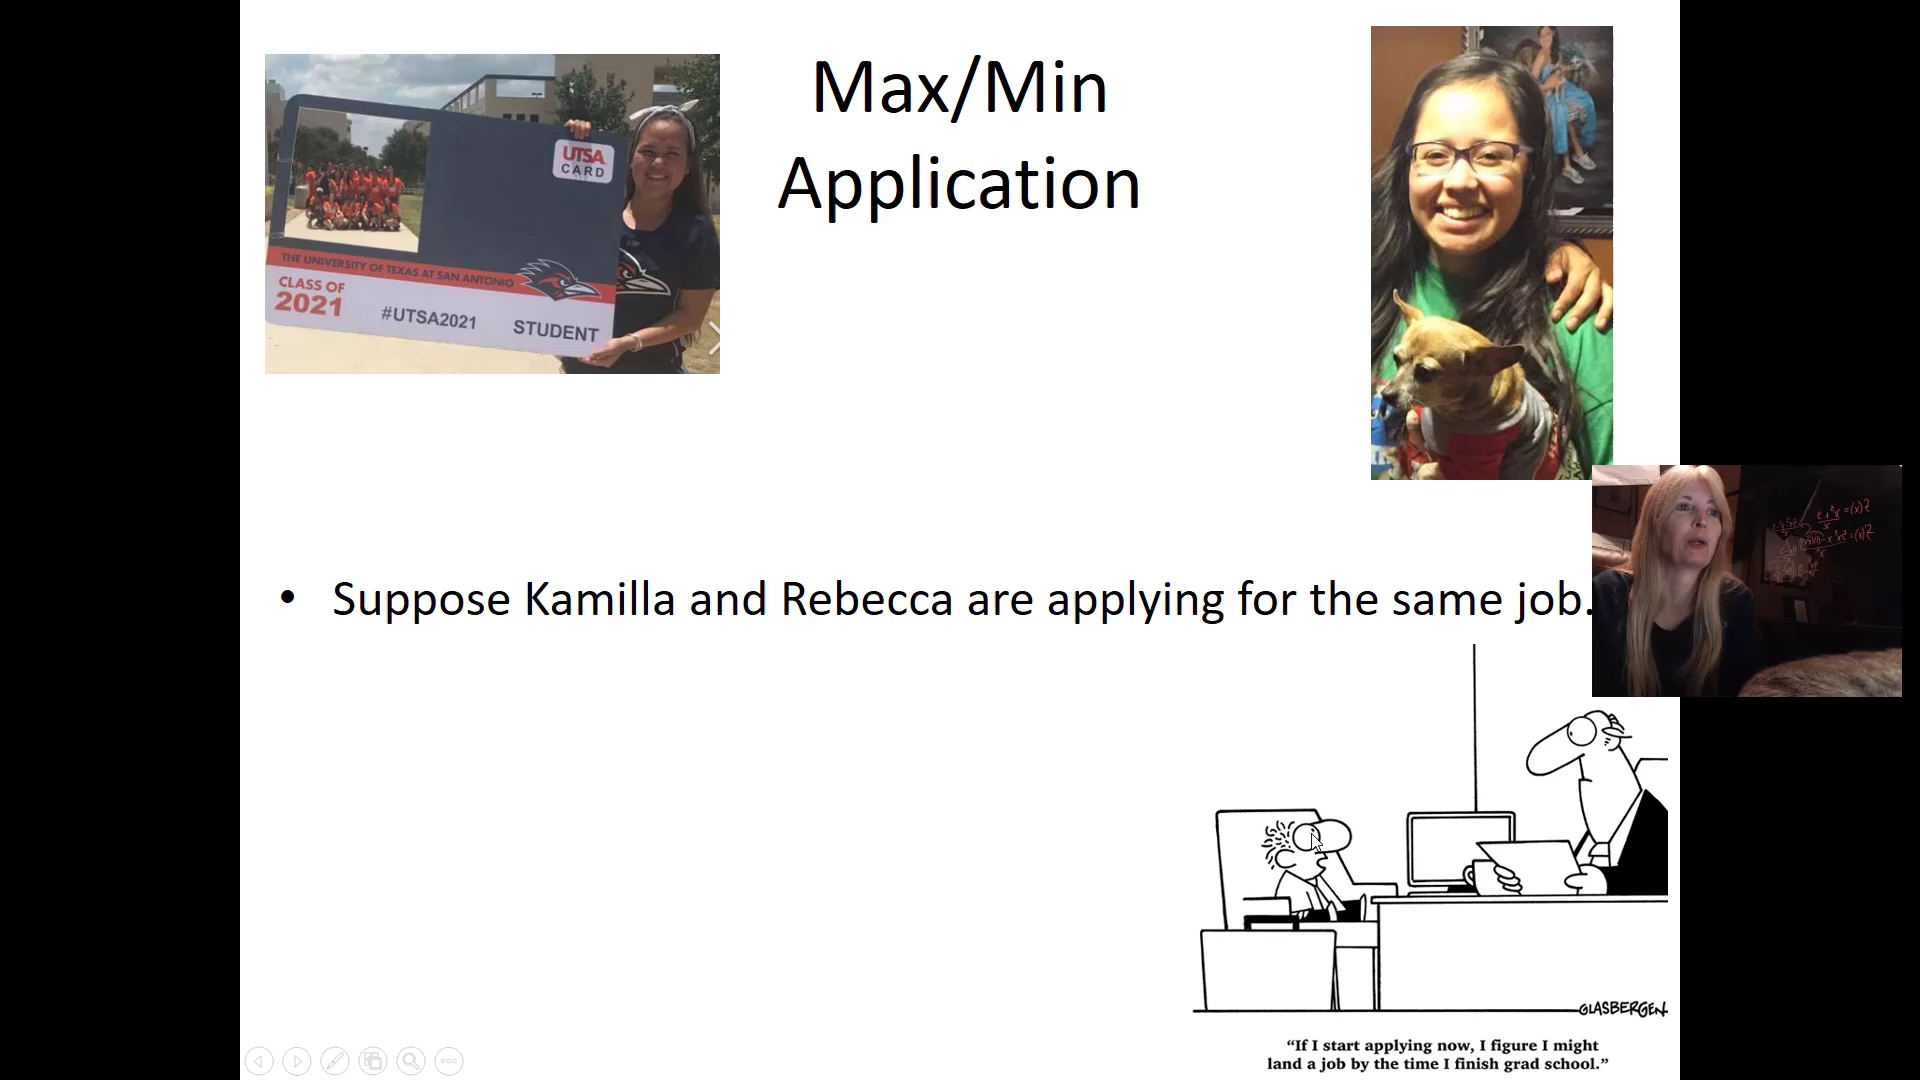 Max/Min
Application
UTSA
CARD
THE UNIVERSITY OF TEXAS AT SAN ANTONIO
CLASS OF
2021
#UTSA2021
STUDENT
• Suppose Kamilla and Rebecca are applying for the same job.
GLASBERGEN
“If I start applying now, I figure I might
land a job by the time I finish grad school.”